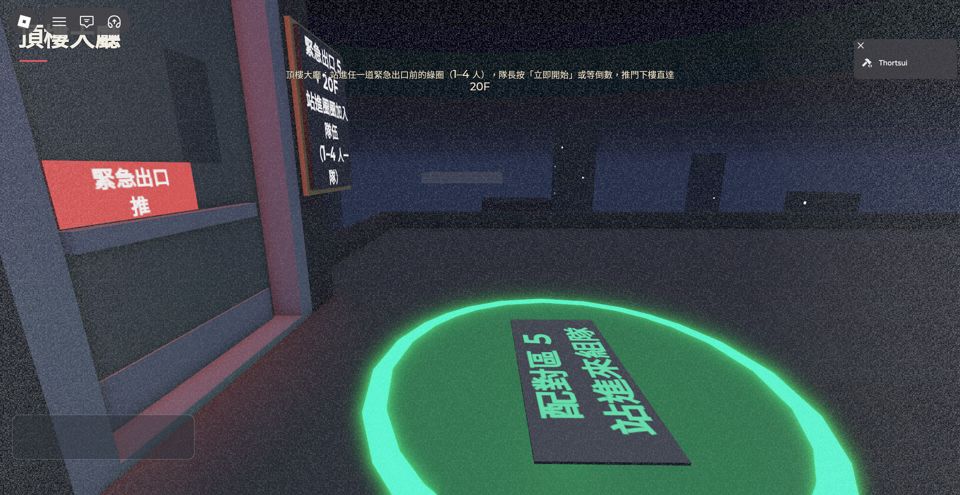 頂樓大廳
Thortsui
頂樓大廳：站進任一道緊急出口前的綠圈（1–4 人），隊長按「立即開始」或等倒數，推門下樓直達
20F
緊急出口 5
20F
站進圈圈加入
隊伍
（1–4 人一
隊）
緊急出口
推
配對區 5
站進來組隊